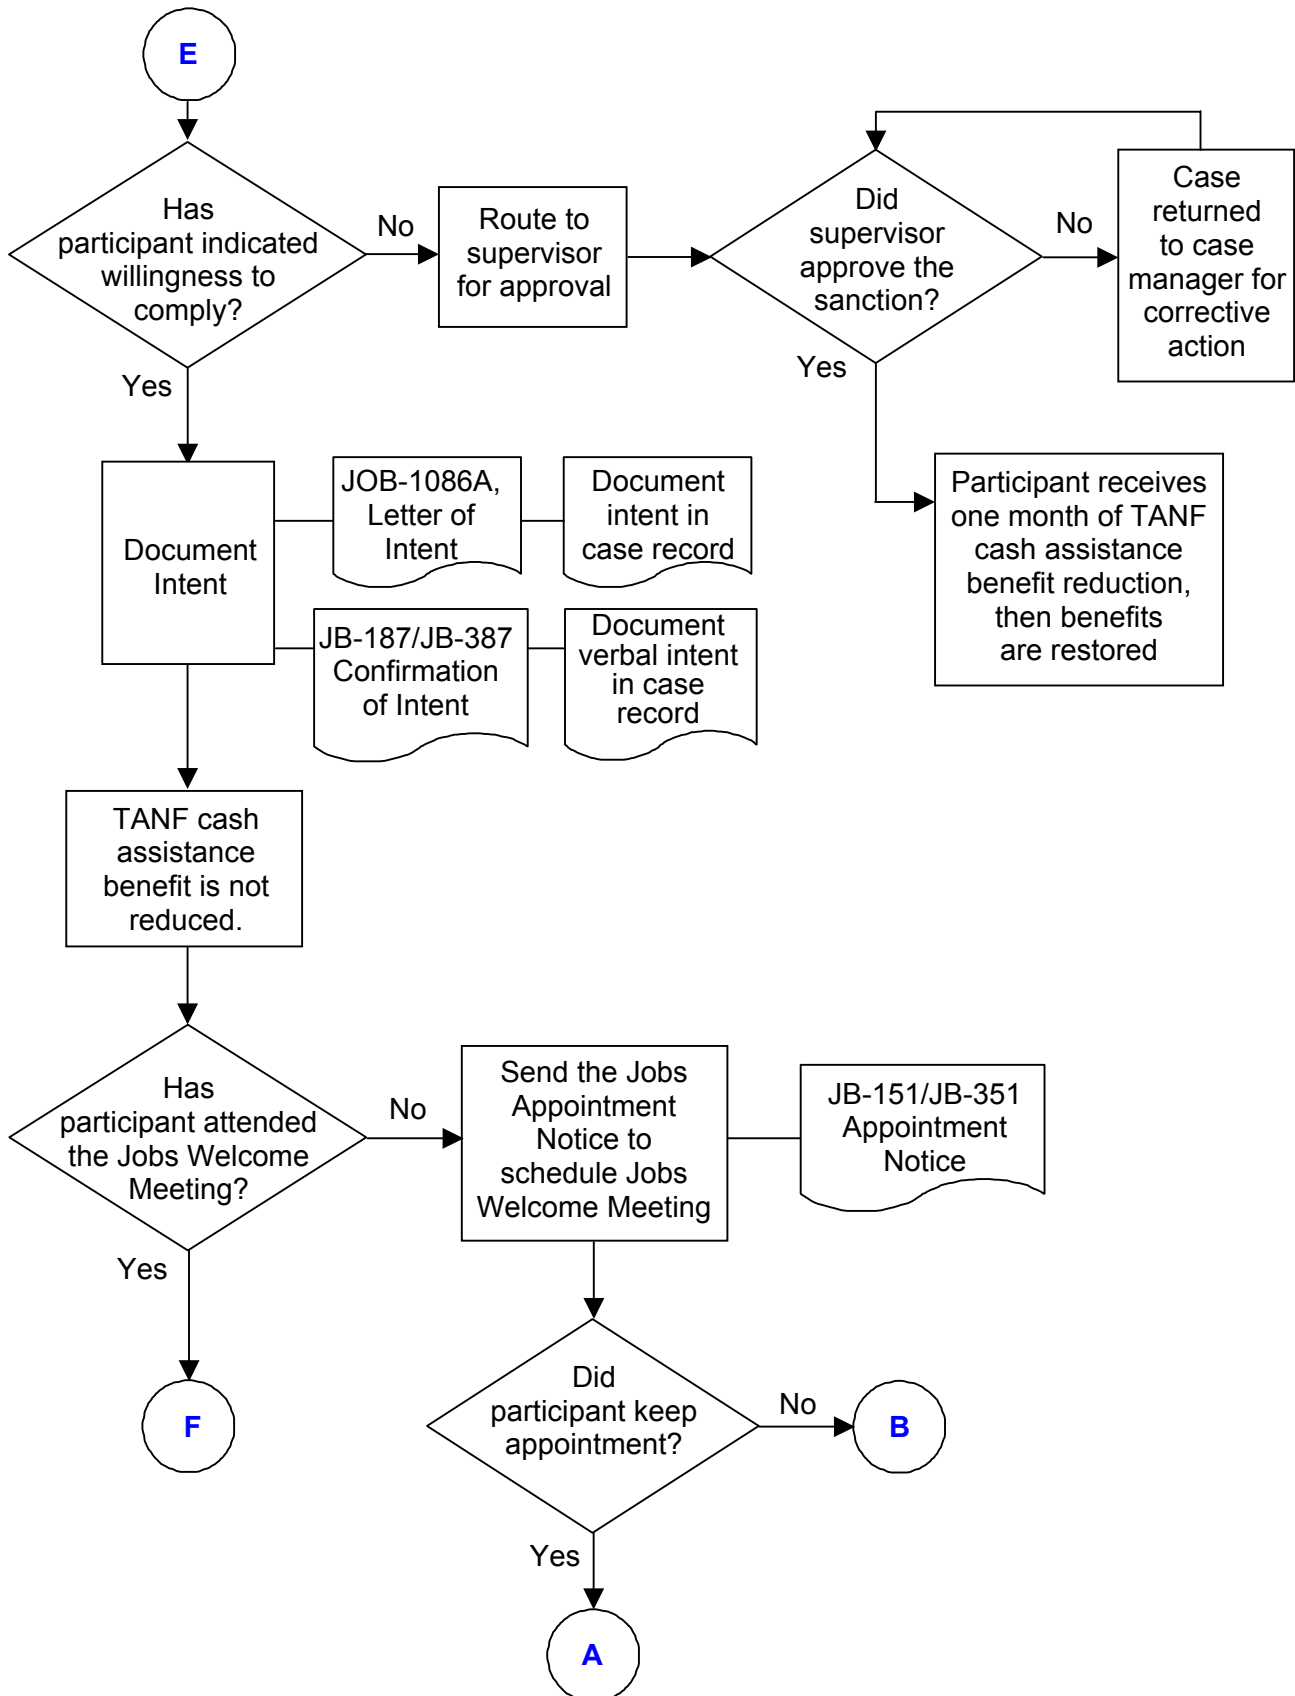 E
Has
participant indicated
willingness to
comply?
No
Route to
supervisor
for approval
Did
supervisor
approve the
sanction?
No
Case
returned
to case
manager for
corrective
action
Yes
Yes
Participant receives
one month of TANF
cash assistance
benefit reduction,
then benefits
are restored
Document
Intent
JOB-1086A,
Letter of
Intent
Document
intent in
case record
JB-187/JB-387
Confirmation
of Intent
Document
verbal intent
in case
record
TANF cash
assistance
benefit is not
reduced.
Has
participant attended
the Jobs Welcome
Meeting?
No
Send the Jobs
Appointment
Notice to
schedule Jobs
Welcome Meeting
JB-151/JB-351
Appointment
Notice
Yes
F
Did
participant keep
appointment?
No
B
Yes
A